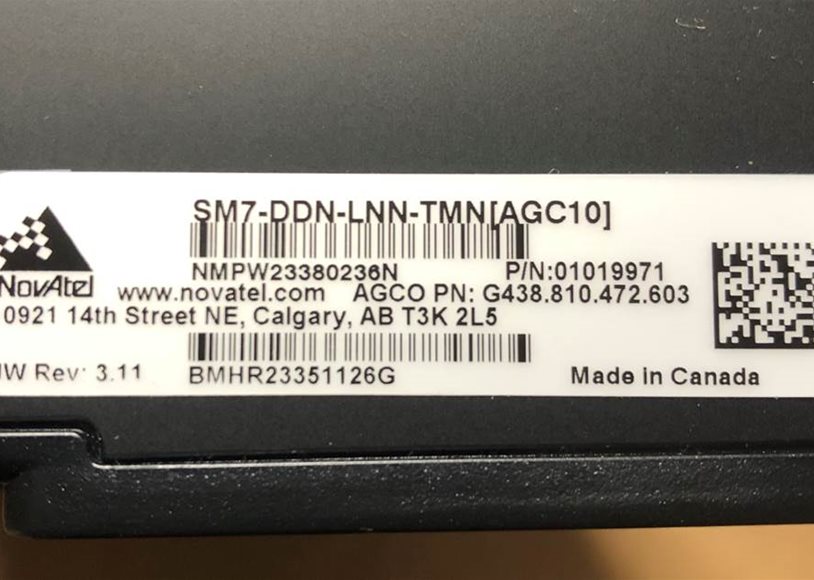 SM7-DDN-LNN-TMN[AGC10]
NMPW23380236N P/N:01019971
NovAtel www.novatel.com AGCO PN: G438.810.472.603
10921 14th Street NE, Calgary, AB T3K 2L5
Rev: 3.11 BMHR23351126G Made in Canada